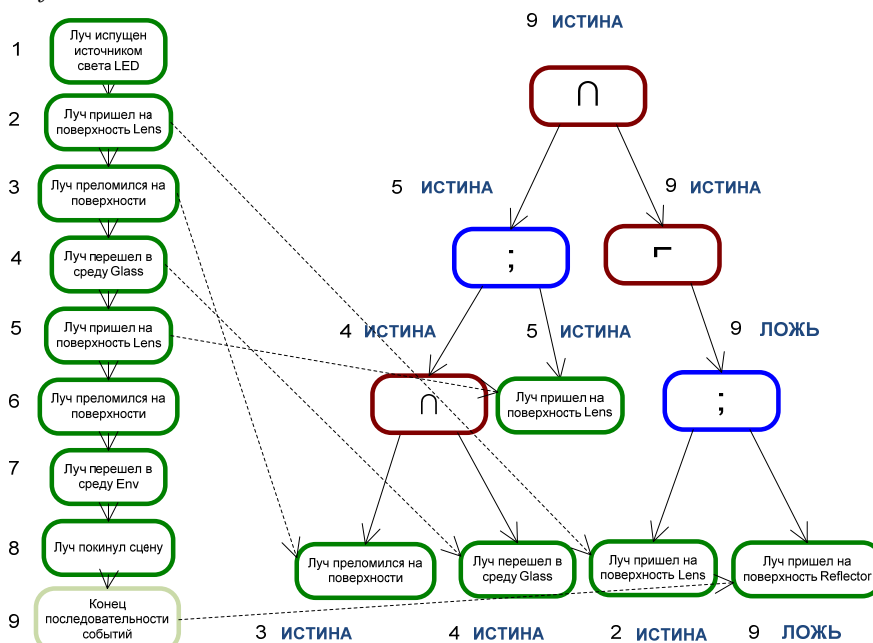 1
Луч испущен
источником
света LED
2
Луч пришел на
поверхность Lens
3
Луч преломился на
поверхности
4
Луч перешел в
среду Glass
5
Луч пришел на
поверхность Lens
6
Луч преломился на
поверхности
7
Луч перешел в
среду Env
8
Луч покинул сцену
9
Конец
последовательности
событий
9 ИСТИНА
∩
5 ИСТИНА
9 ИСТИНА
;
⌐
4 ИСТИНА
5 ИСТИНА
9 ЛОЖЬ
∩
Луч пришел на
поверхность Lens
;
Луч преломился на
поверхности
Луч перешел в
среду Glass
Луч пришел на
поверхность Lens
Луч пришел на
поверхность Reflector
3 ИСТИНА
4 ИСТИНА
2 ИСТИНА
9 ЛОЖЬ